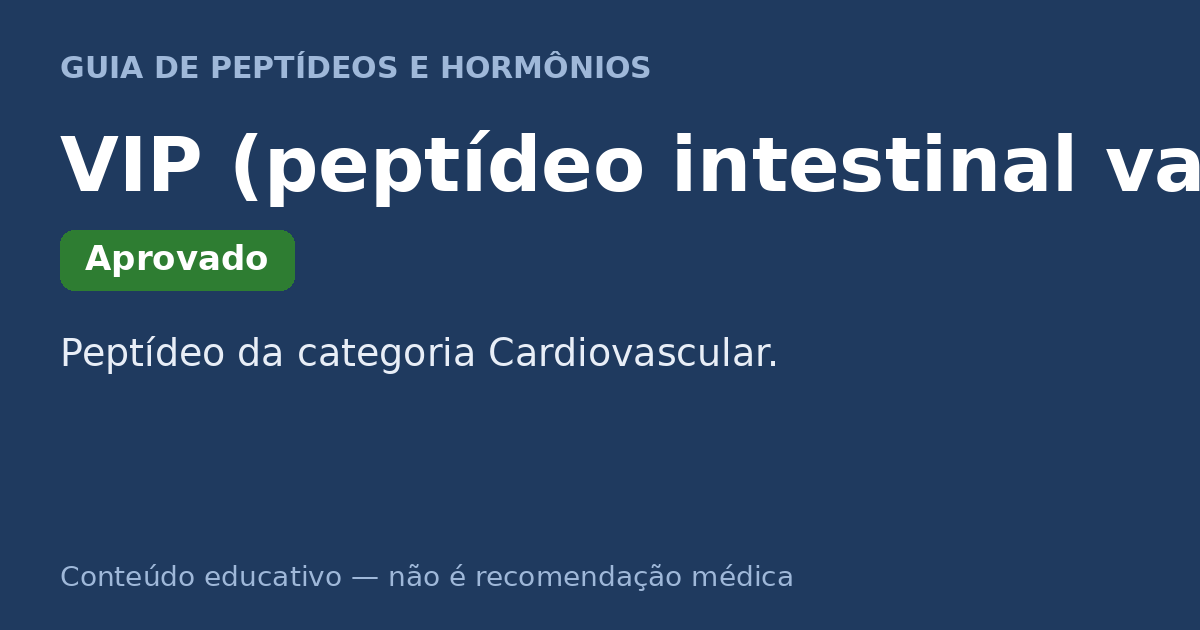 GUIA DE PEPTÍDEOS E HORMÔNIOS
VIP (peptídeo intestinal va
Aprovado
Peptídeo da categoria Cardiovascular.
Conteúdo educativo — não é recomendação médica